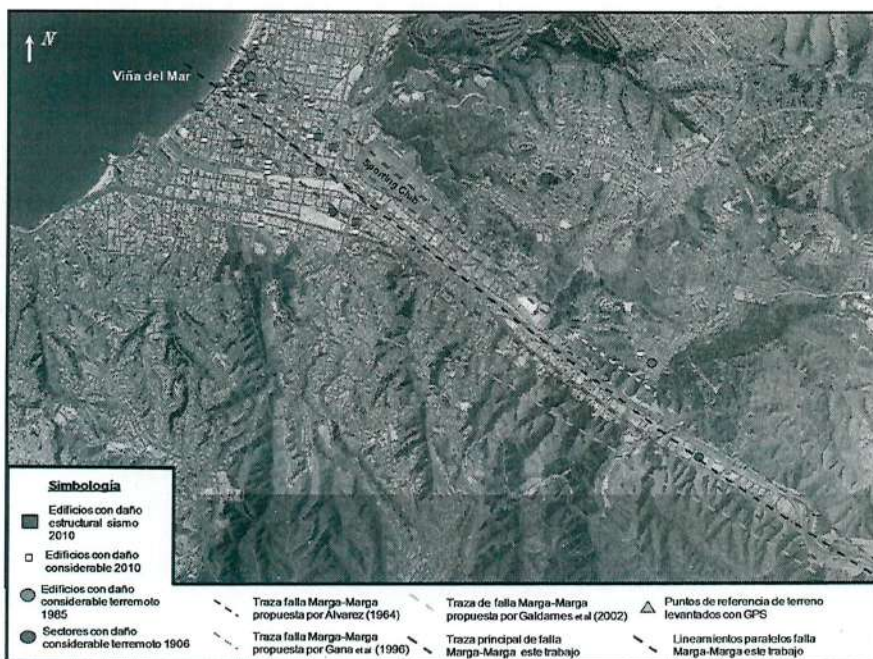 N
Viña del Mar
Sporting Club
Simbología
Edificios con daño
estructural sismo
2010
Edificios con daño
considerable 2010
Edificios con daño
considerable terremoto
1985
Sectores con daño
considerable terremoto 1906
Traza falla Marga-Marga
propuesta por Álvarez (1964)
Traza falla Marga-Marga
propuesta por Gana et al (1996)
Traza de falla Marga-Marga
propuesta por Galdames et al (2002)
Traza principal de falla
Marga-Marga este trabajo
Puntos de referencia de terreno
levantados con GPS
Lineamientos paralelos falla
Marga-Marga este trabajo